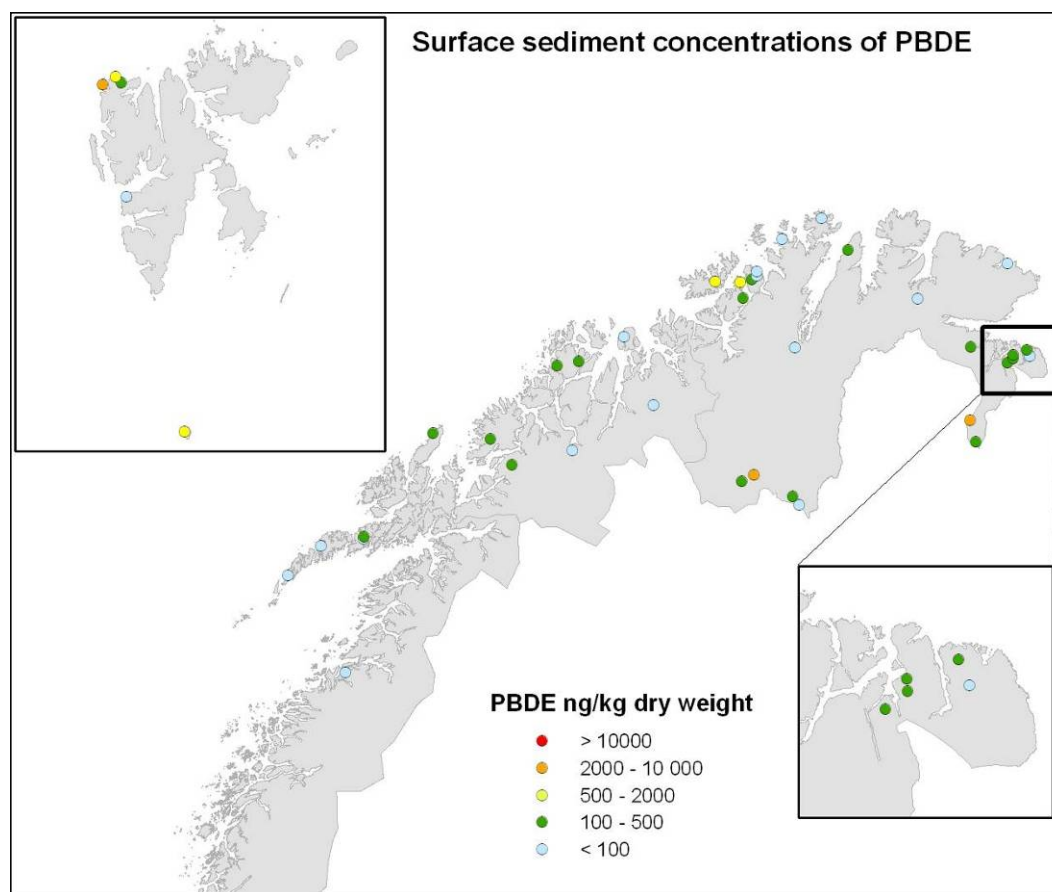 Surface sediment concentrations of PBDE
PBDE ng/kg dry weight
> 10000
2000 - 10 000
500 - 2000
100 - 500
< 100